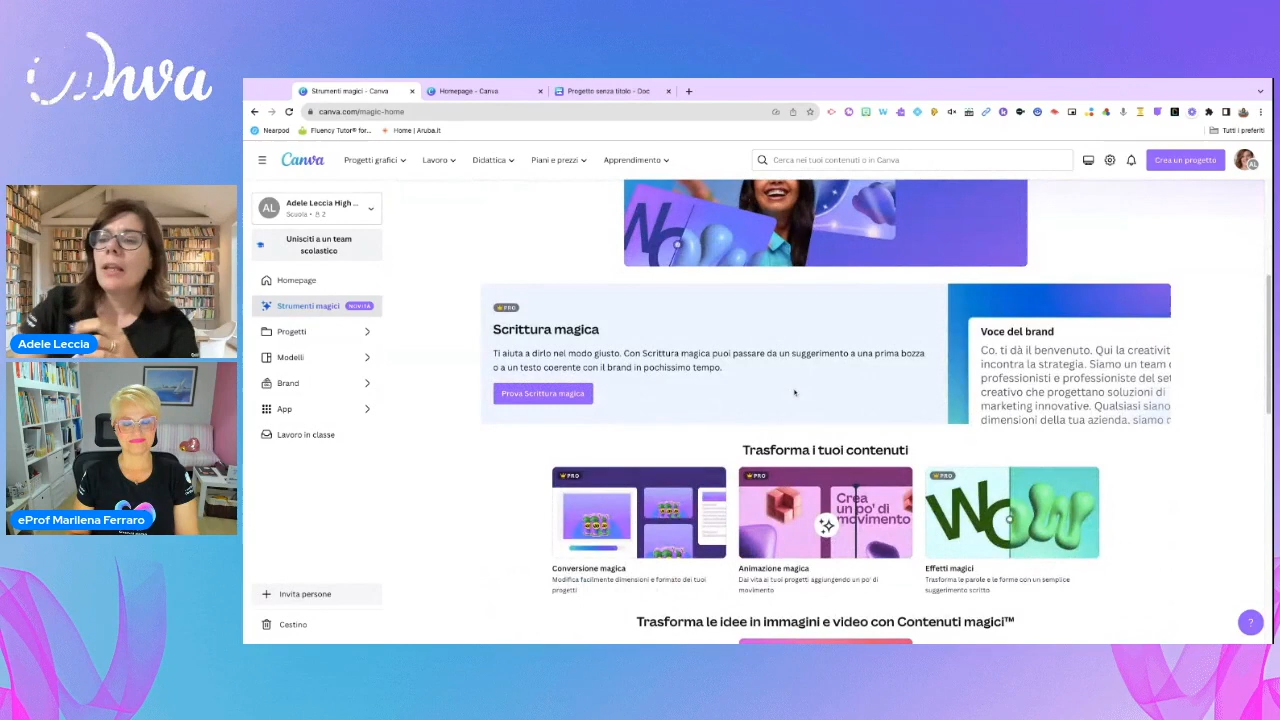 Canva
Strumenti magici - Canva
Homepage - Canva
Progetto senza titolo - Doc
canva.com/magic-home
Nearpod
Fluency Tutor® for...
Home | Aruba.it
Tutti i preferiti
Canva
Progetti grafici
Lavoro
Didattica
Piani e prezzi
Apprendimento
Cerca nei tuoi contenuti o in Canva
Crea un progetto
AL
AL
Adele Leccia High ...
Scuola • 2
Unisciti a un team
scolastico
Homepage
Strumenti magici NOVITÀ
Progetti
Modelli
Brand
App
Lavoro in classe
Invita persone
Cestino
Adele Leccia
eProf Marilena Ferraro
PRO
Scrittura magica
Ti aiuta a dirlo nel modo giusto. Con Scrittura magica puoi passare da un suggerimento a una prima bozza
o a un testo coerente con il brand in pochissimo tempo.
Prova Scrittura magica
Voce del brand
Co. ti dà il benvenuto. Qui la creativit
incontra la strategia. Siamo un team c
professionisti e professioniste del set
creativo che progettano soluzioni di
marketing innovative. Qualsiasi siano
dimensioni della tua azienda, siamo
Trasforma i tuoi contenuti
PRO
Conversione magica
Modifica facilmente dimensioni e formato dei tuoi
progetti
PRO
Crea
un po' di
movimento
Animazione magica
Dai vita ai tuoi progetti aggiungendo un po' di
movimento
PRO
WOW
Effetti magici
Trasforma le parole e le forme con un semplice
suggerimento scritto
Trasforma le idee in immagini e video con Contenuti magici™
?